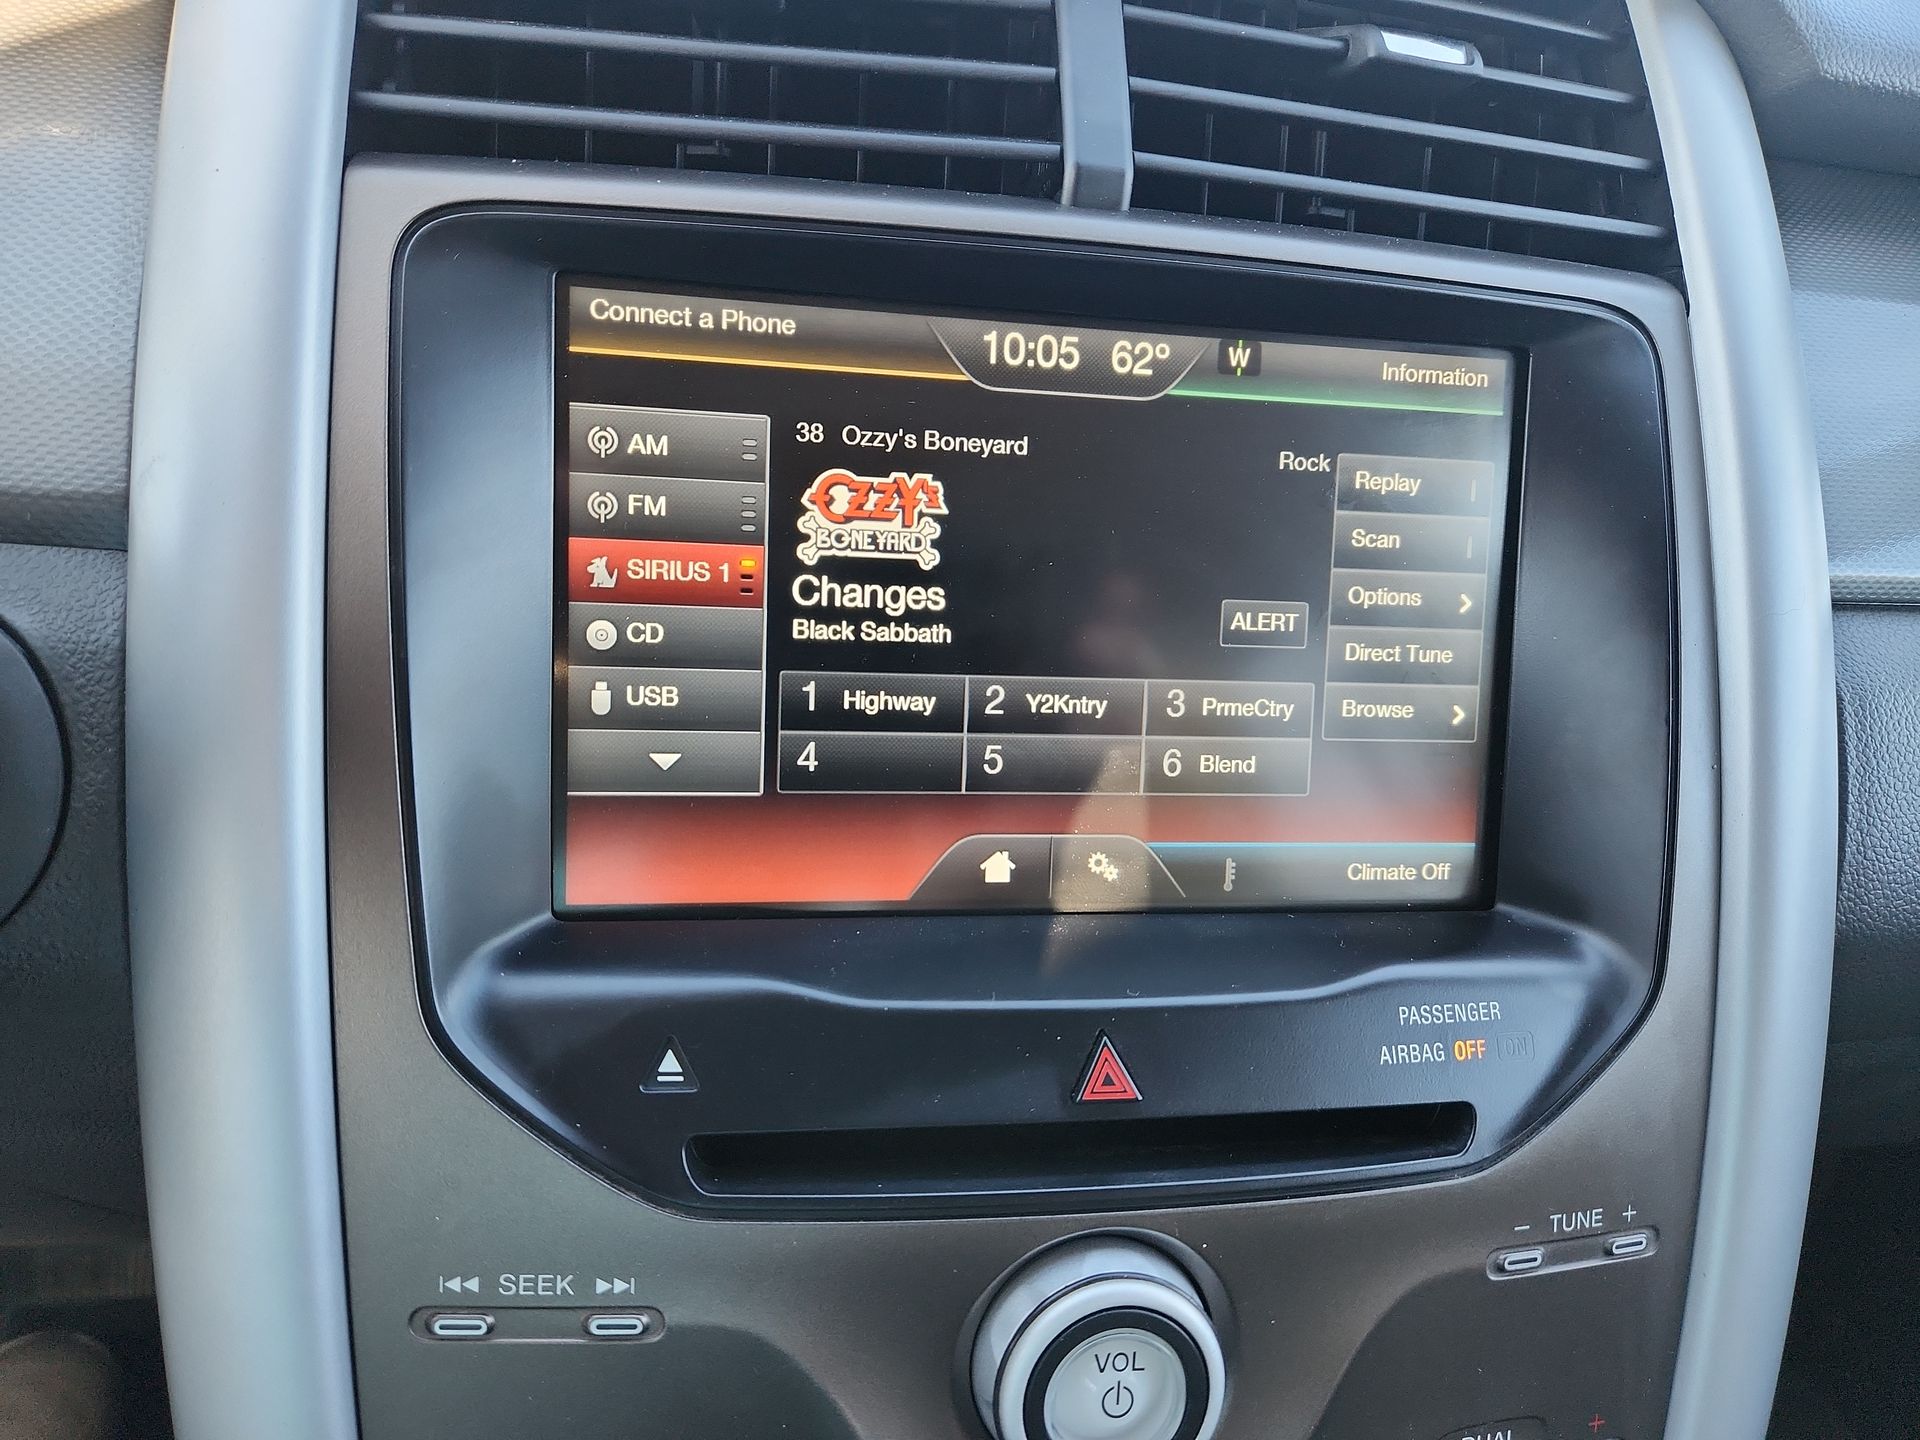 Connect a Phone
10:05 62º
W
Information
AM
FM
SIRIUS 1
CD
USB
38 Ozzy's Boneyard
Rock
OZZY'S
BONEYARD
Changes
Black Sabbath
ALERT
1 Highway
2 Y2Kntry
3 PrmeCtry
4
5
6 Blend
Replay
Scan
Options
Direct Tune
Browse
Climate Off
PASSENGER
AIRBAG OFF ON
SEEK
− TUNE +
VOL
DUAL
+